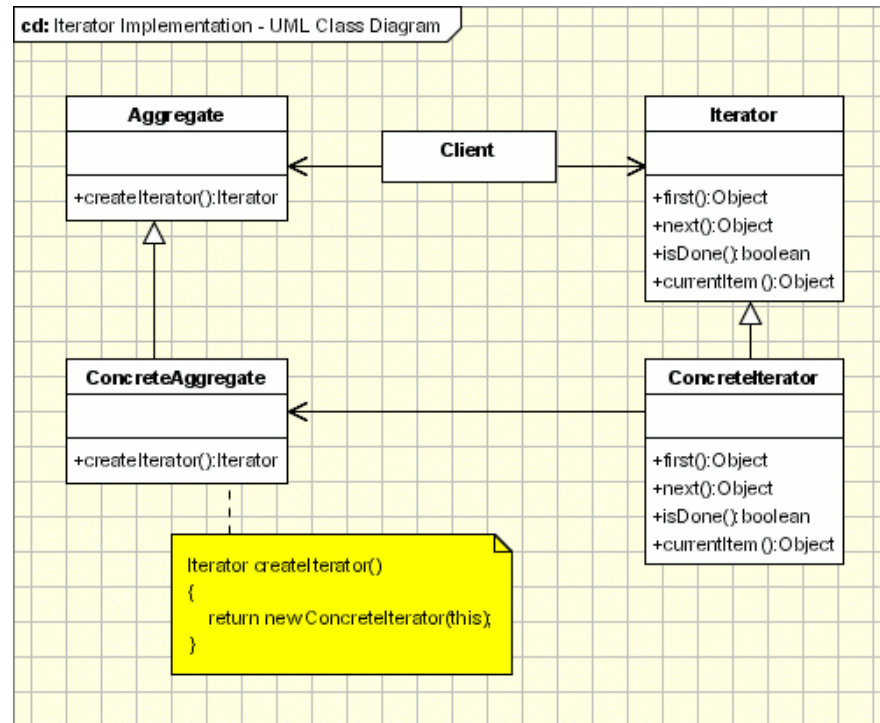 cd: Iterator Implementation - UML Class Diagram
Aggregate
+createIterator():Iterator
Client
Iterator
+first():Object
+next():Object
+isDone():boolean
+currentItem():Object
ConcreteAggregate
+createIterator():Iterator
ConcreteIterator
+first():Object
+next():Object
+isDone():boolean
+currentItem():Object
Iterator createIterator()
{
return new ConcreteIterator(this);
}